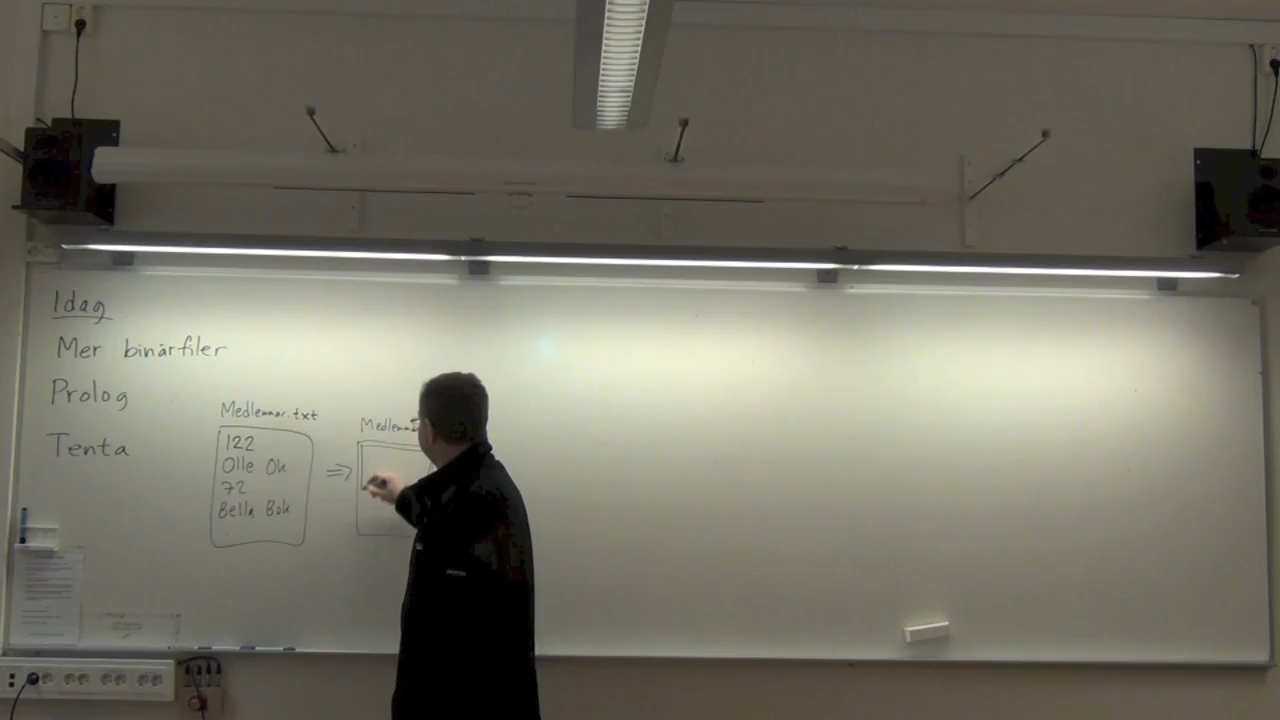 Idag
Mer binärfiler
Prolog
Tenta
Medlemmar.txt
122
Olle Ok
72
Bella Bok
⇒